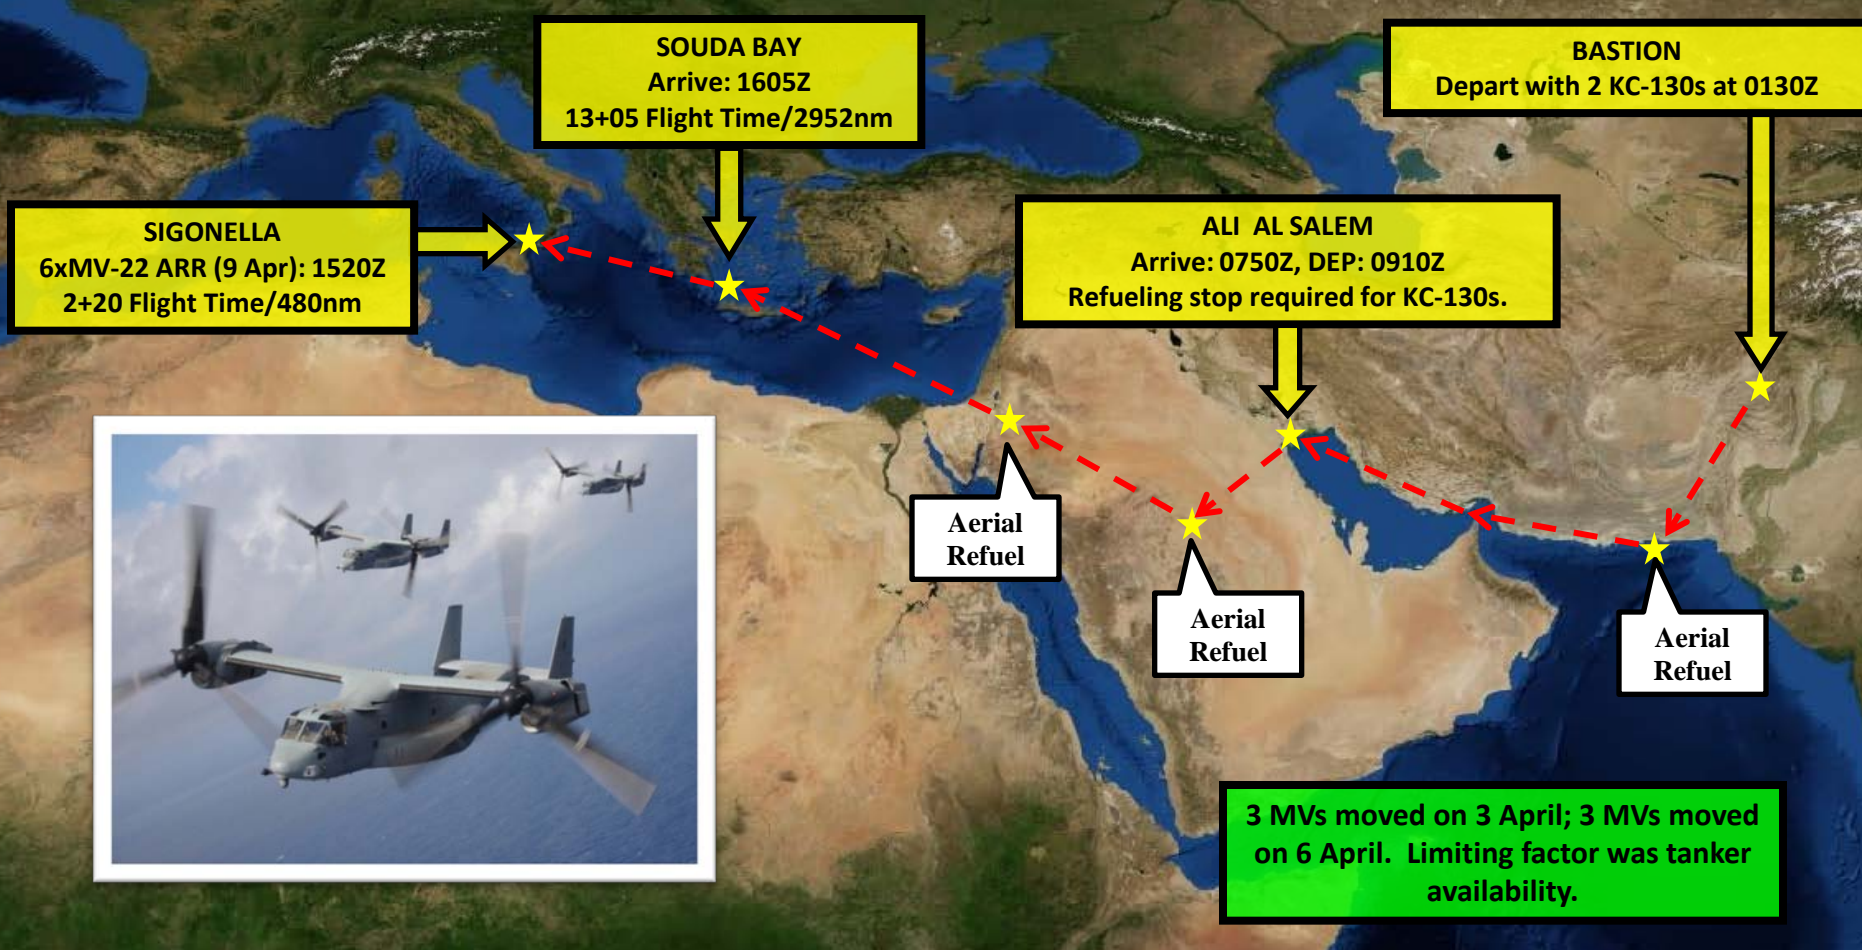 SOUDA BAY
Arrive: 1605Z
13+05 Flight Time/2952nm
BASTION
Depart with 2 KC-130s at 0130Z
SIGONELLA
6xMV-22 ARR (9 Apr): 1520Z
2+20 Flight Time/480nm
ALI  AL SALEM
Arrive: 0750Z, DEP: 0910Z
Refueling stop required for KC-130s.
Aerial
Refuel
Aerial
Refuel
Aerial
Refuel
3 MVs moved on 3 April; 3 MVs moved
on 6 April.  Limiting factor was tanker
availability.